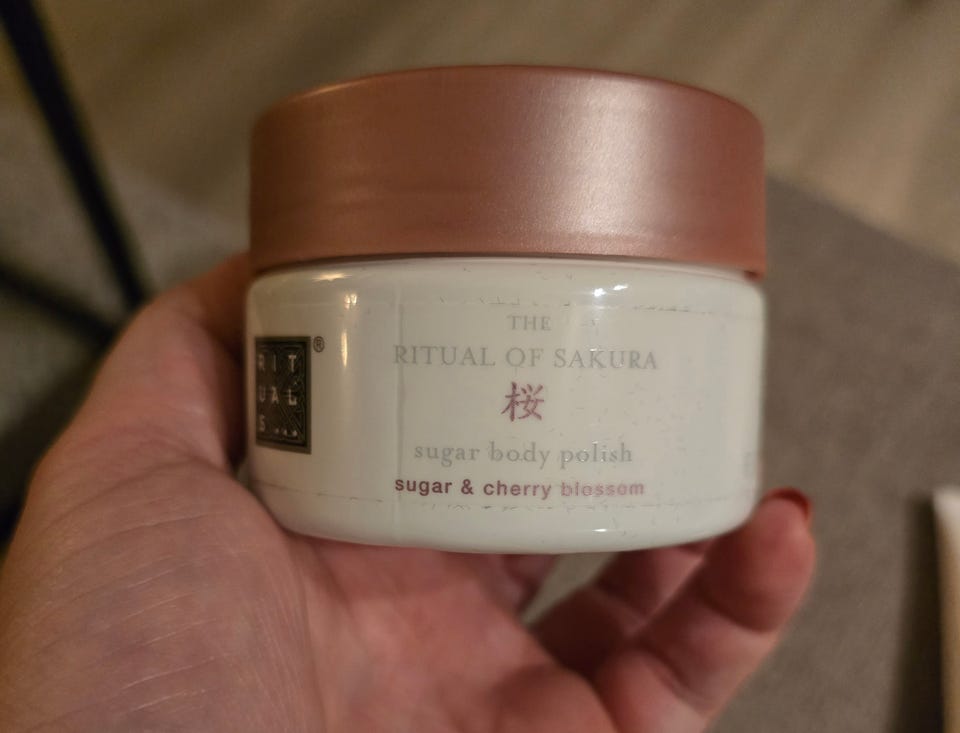 RIT
UAL
S...
®
THE
RITUAL OF SAKURA
桜
sugar body polish
sugar & cherry blossom